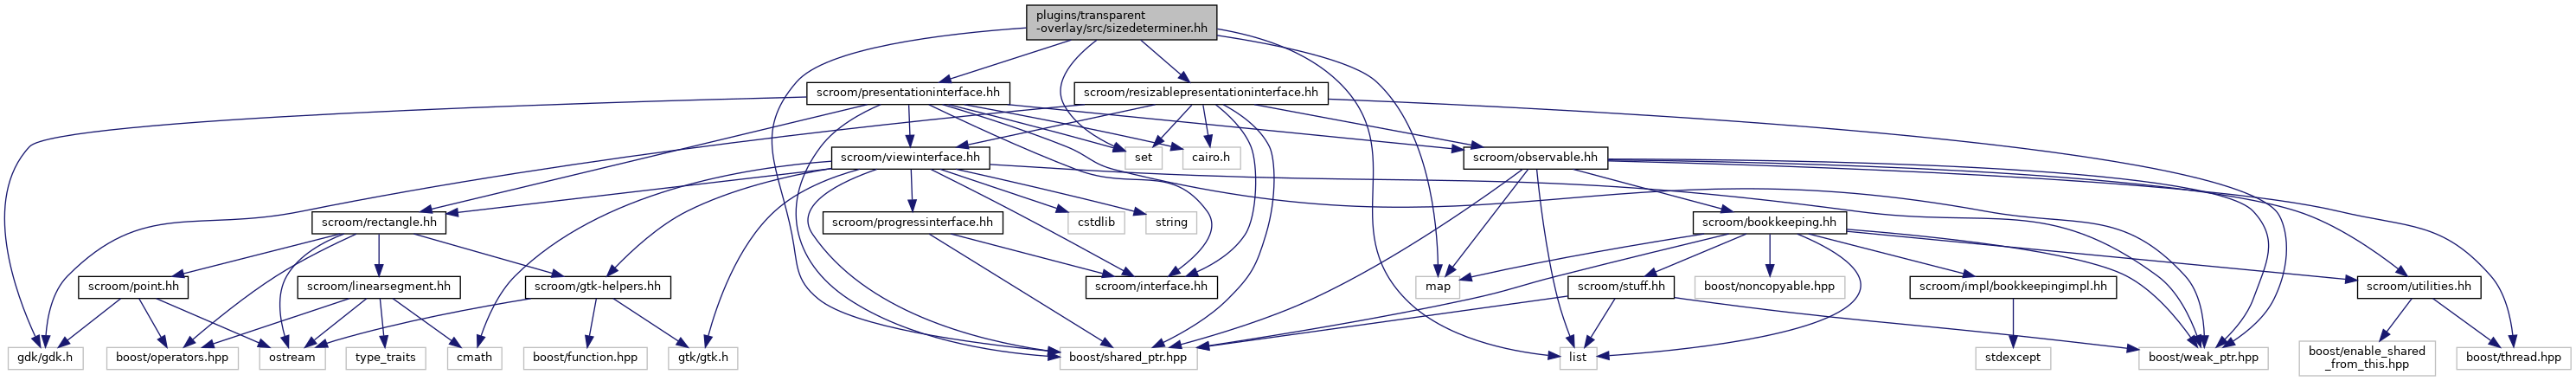 plugins/transparent
-overlay/src/sizedeterminer.hh
scroom/presentationinterface.hh
scroom/resizablepresentationinterface.hh
scroom/viewinterface.hh
set
cairo.h
scroom/observable.hh
scroom/rectangle.hh
scroom/progressinterface.hh
cstdlib
string
scroom/bookkeeping.hh
scroom/point.hh
scroom/linearsegment.hh
scroom/gtk-helpers.hh
scroom/interface.hh
map
scroom/stuff.hh
boost/noncopyable.hpp
scroom/impl/bookkeepingimpl.hh
scroom/utilities.hh
gdk/gdk.h
boost/operators.hpp
ostream
type_traits
cmath
boost/function.hpp
gtk/gtk.h
boost/shared_ptr.hpp
list
stdexcept
boost/weak_ptr.hpp
boost/enable_shared
_from_this.hpp
boost/thread.hpp